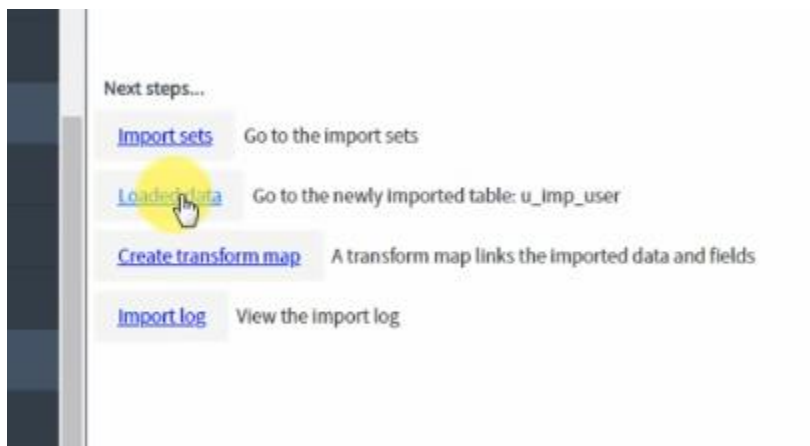 Next steps...
Import sets Go to the import sets
Loaded data Go to the newly imported table: u_imp_user
Create transform map A transform map links the imported data and fields
Import log View the import log